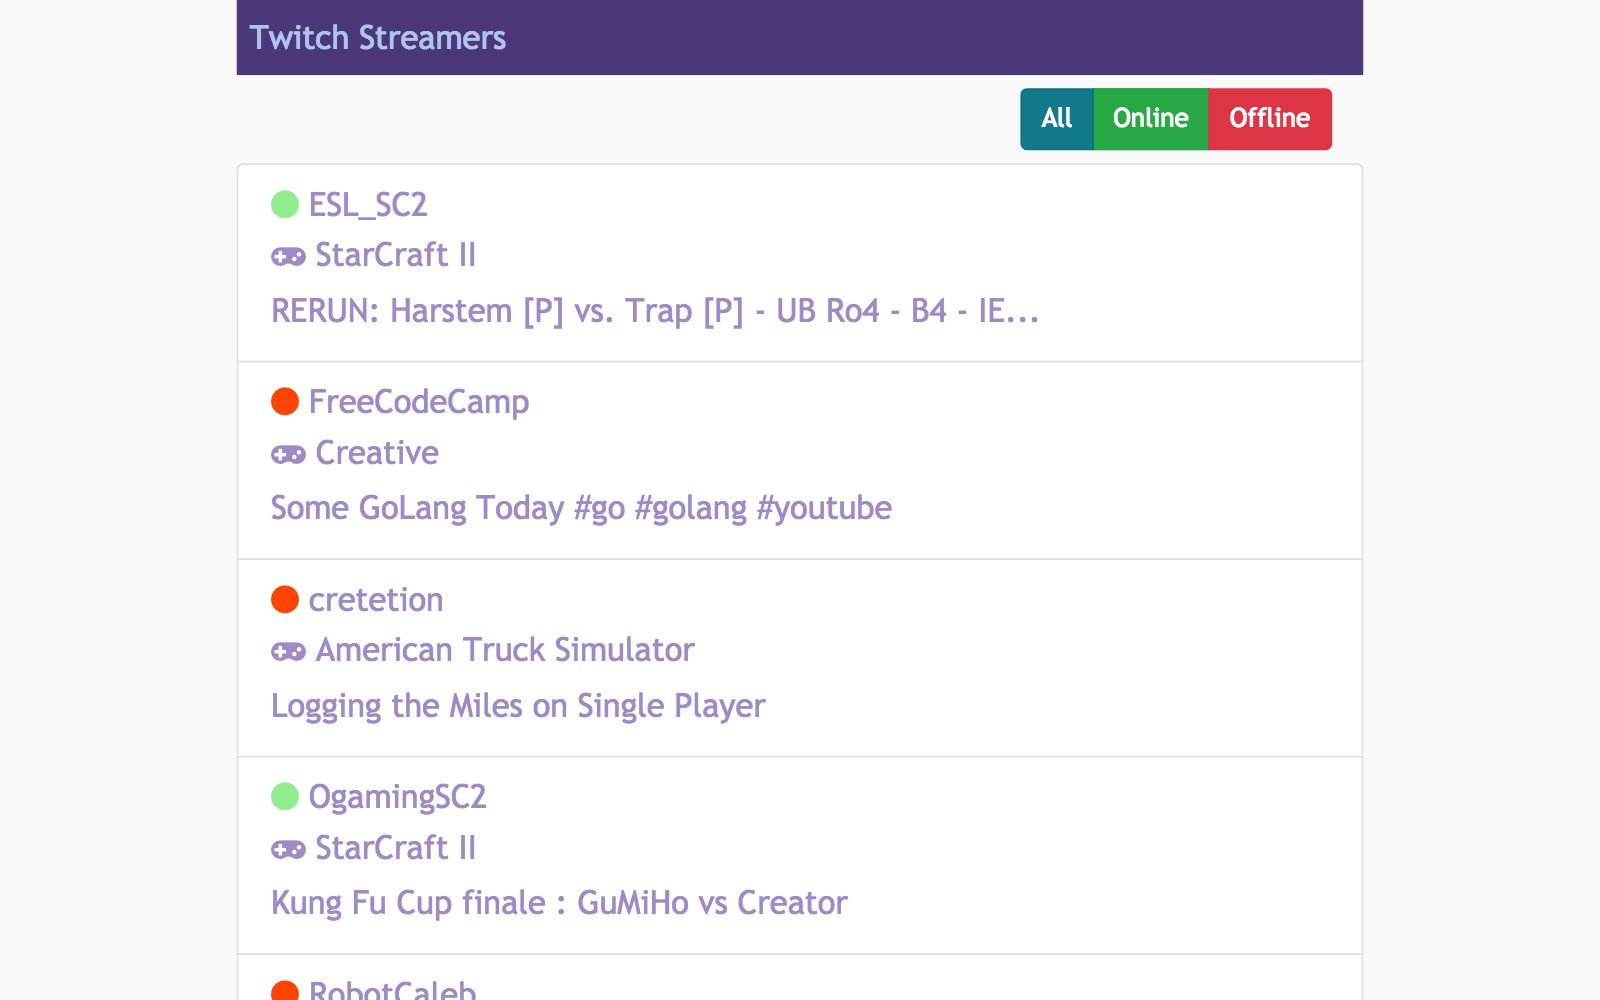 Twitch Streamers
All Online Offline
ESL_SC2
StarCraft II
RERUN: Harstem [P] vs. Trap [P] - UB Ro4 - B4 - IE...
FreeCodeCamp
Creative
Some GoLang Today #go #golang #youtube
cretetion
American Truck Simulator
Logging the Miles on Single Player
OgamingSC2
StarCraft II
Kung Fu Cup finale : GuMiHo vs Creator
RobotCaleb